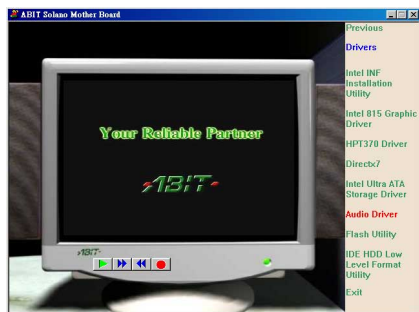 ABIT Solano Mother Board
Your Reliable Partner
ABIT
ABIT
Previous
Drivers
Intel INF
Installation
Utility
Intel 815 Graphic
Driver
HPT370 Driver
Directx7
Intel Ultra ATA
Storage Driver
Audio Driver
Flash Utility
IDE HDD Low
Level Format
Utility
Exit